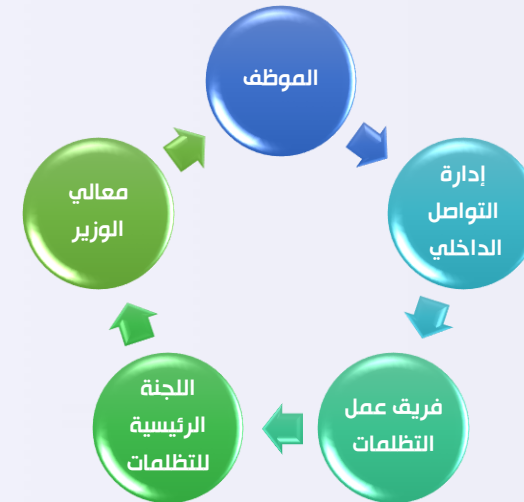 الموظف
إدارة
التواصل
الداخلي
فريق عمل
التظلمات
اللجنة
الرئيسية
للتظلمات
معالي
الوزير